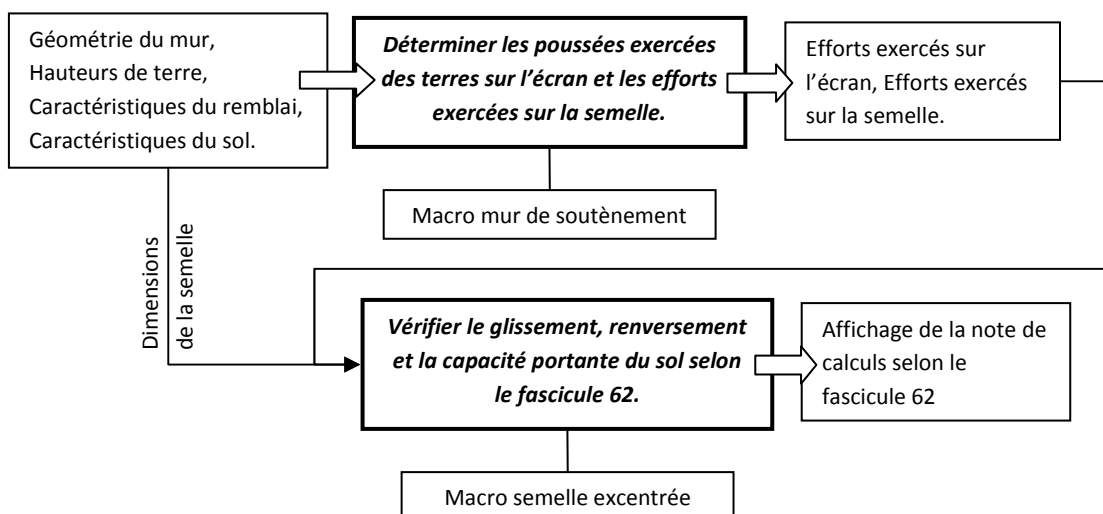 Géométrie du mur,
Hauteurs de terre,
Caractéristiques du remblai,
Caractéristiques du sol.
Déterminer les poussées exercées
des terres sur l'écran et les efforts
exercées sur la semelle.
Efforts exercés sur
l'écran, Efforts exercés
sur la semelle.
Macro mur de soutènement
Dimensions
de la semelle
Vérifier le glissement, renversement
et la capacité portante du sol selon
le fascicule 62.
Affichage de la note de
calculs selon le
fascicule 62
Macro semelle excentrée